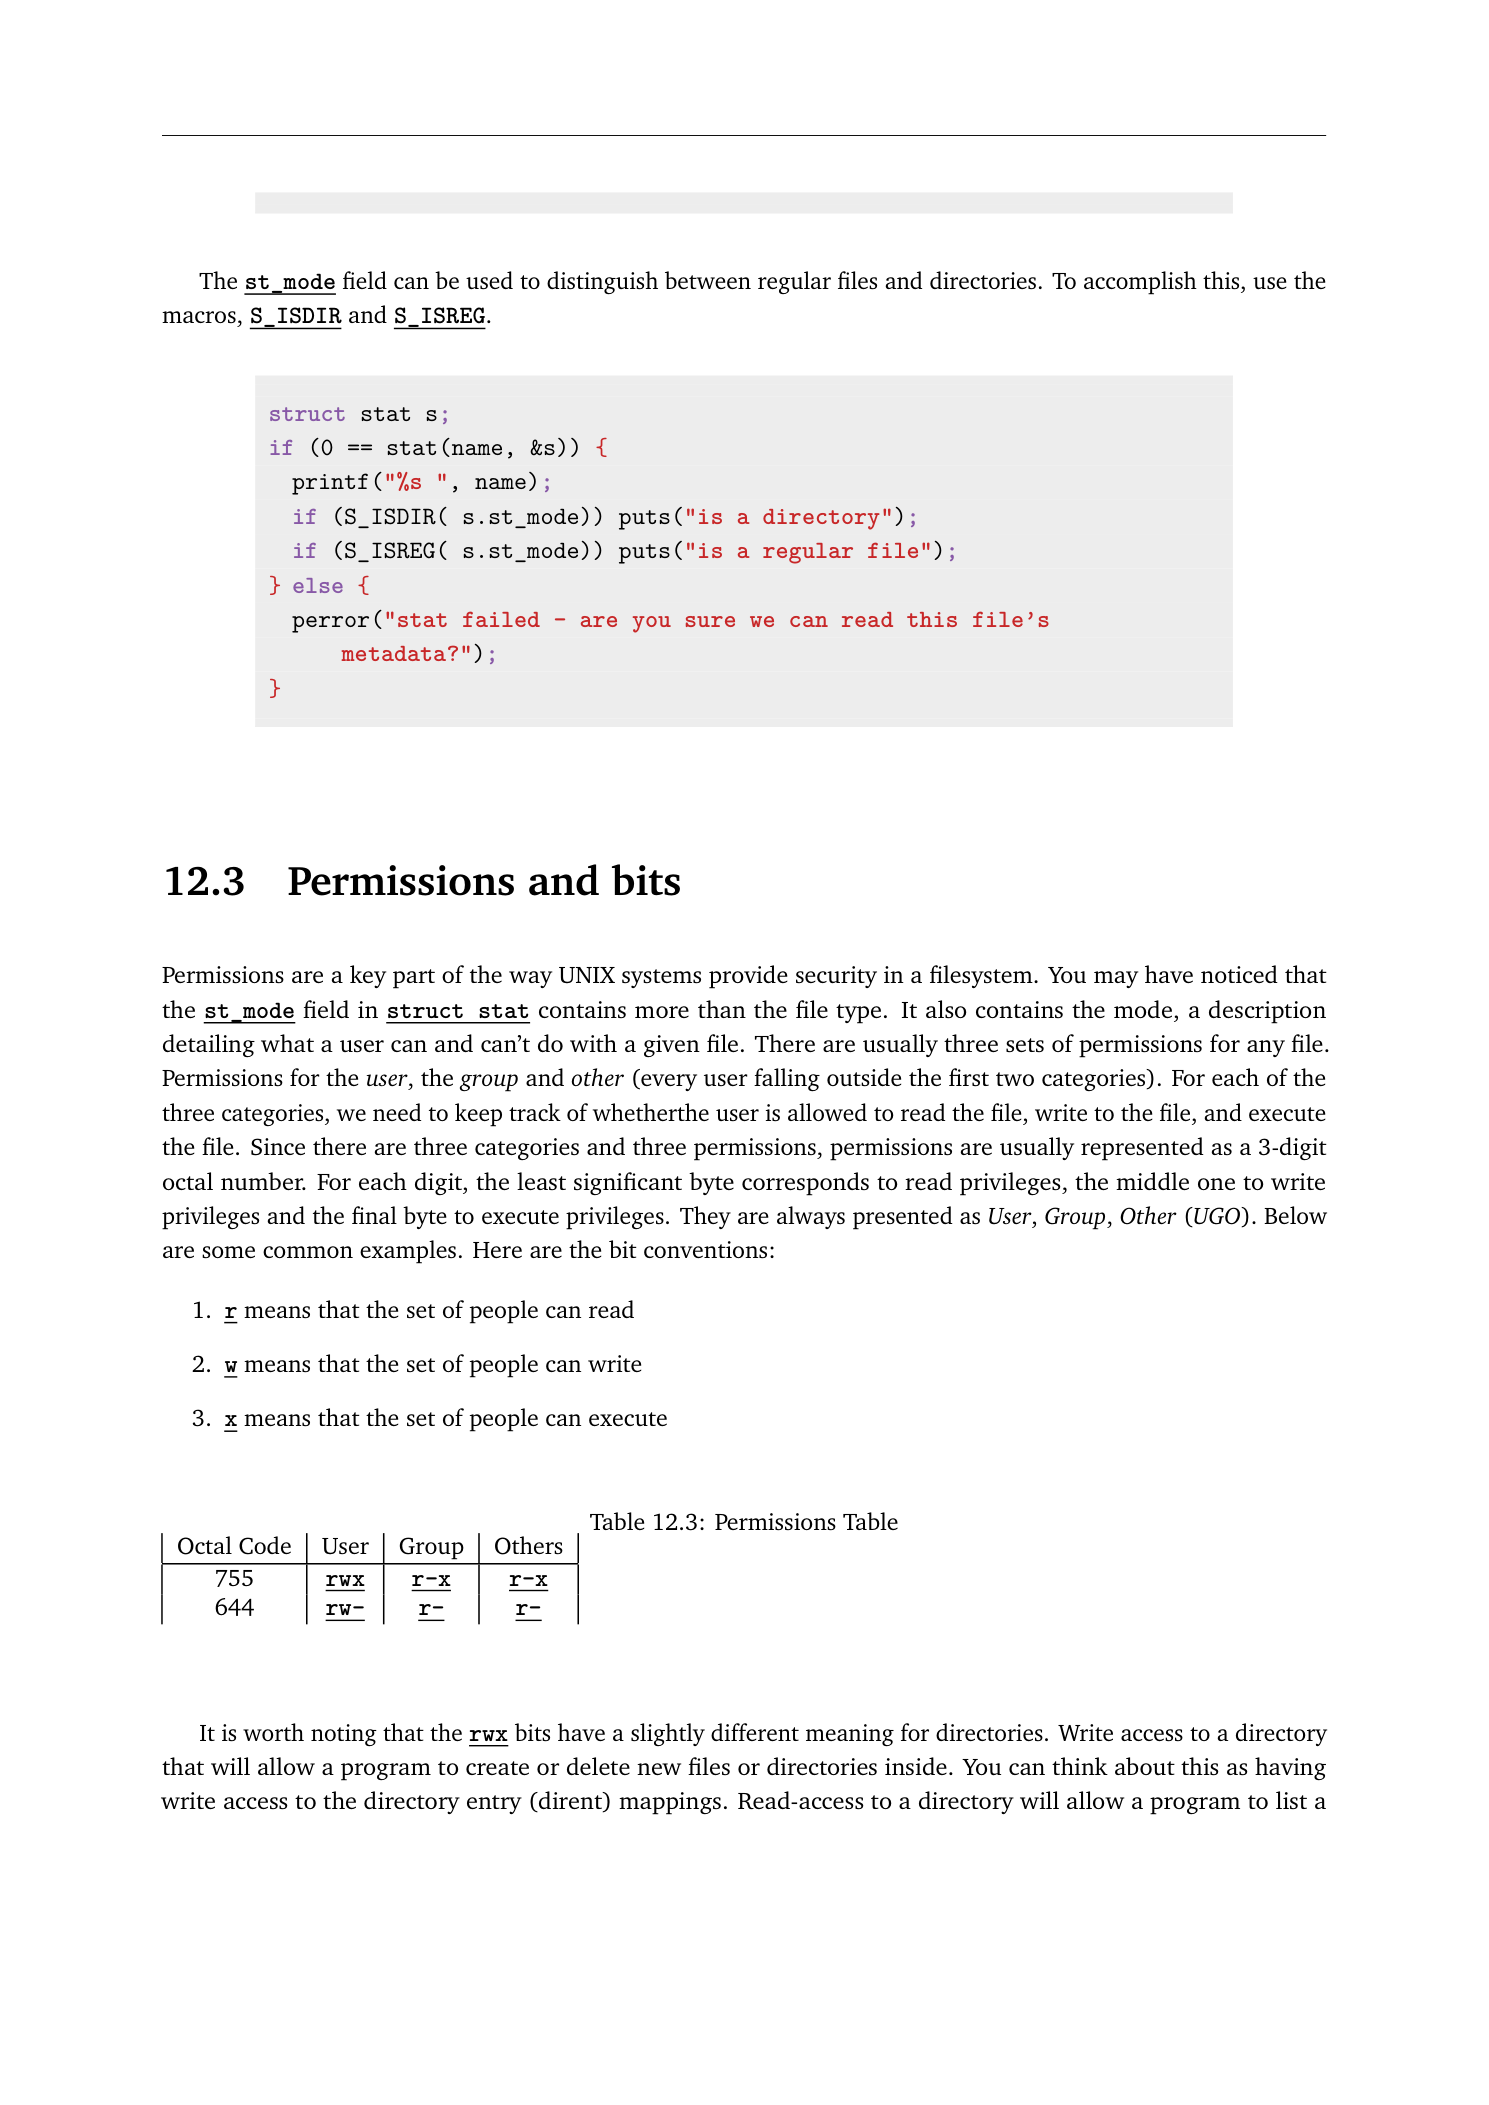 The st_mode field can be used to distinguish between regular files and directories. To accomplish this, use the
macros, S_ISDIR and S_ISREG.
struct stat s;
if (0 == stat(name, &s)) {
  printf("%s ", name);
  if (S_ISDIR( s.st_mode)) puts("is a directory");
  if (S_ISREG( s.st_mode)) puts("is a regular file");
} else {
  perror("stat failed - are you sure we can read this file's
    metadata?");
}
12.3 Permissions and bits
Permissions are a key part of the way UNIX systems provide security in a filesystem. You may have noticed that
the st_mode field in struct stat contains more than the file type. It also contains the mode, a description
detailing what a user can and can't do with a given file. There are usually three sets of permissions for any file.
Permissions for the user, the group and other (every user falling outside the first two categories). For each of the
three categories, we need to keep track of whetherthe user is allowed to read the file, write to the file, and execute
the file. Since there are three categories and three permissions, permissions are usually represented as a 3-digit
octal number. For each digit, the least significant byte corresponds to read privileges, the middle one to write
privileges and the final byte to execute privileges. They are always presented as User, Group, Other (UGO). Below
are some common examples. Here are the bit conventions:
1. r means that the set of people can read
2. w means that the set of people can write
3. x means that the set of people can execute
Table 12.3: Permissions Table
Octal Code User Group Others
755 rwx r-x r-x
644 rw- r- r-
It is worth noting that the rwx bits have a slightly different meaning for directories. Write access to a directory
that will allow a program to create or delete new files or directories inside. You can think about this as having
write access to the directory entry (dirent) mappings. Read-access to a directory will allow a program to list a